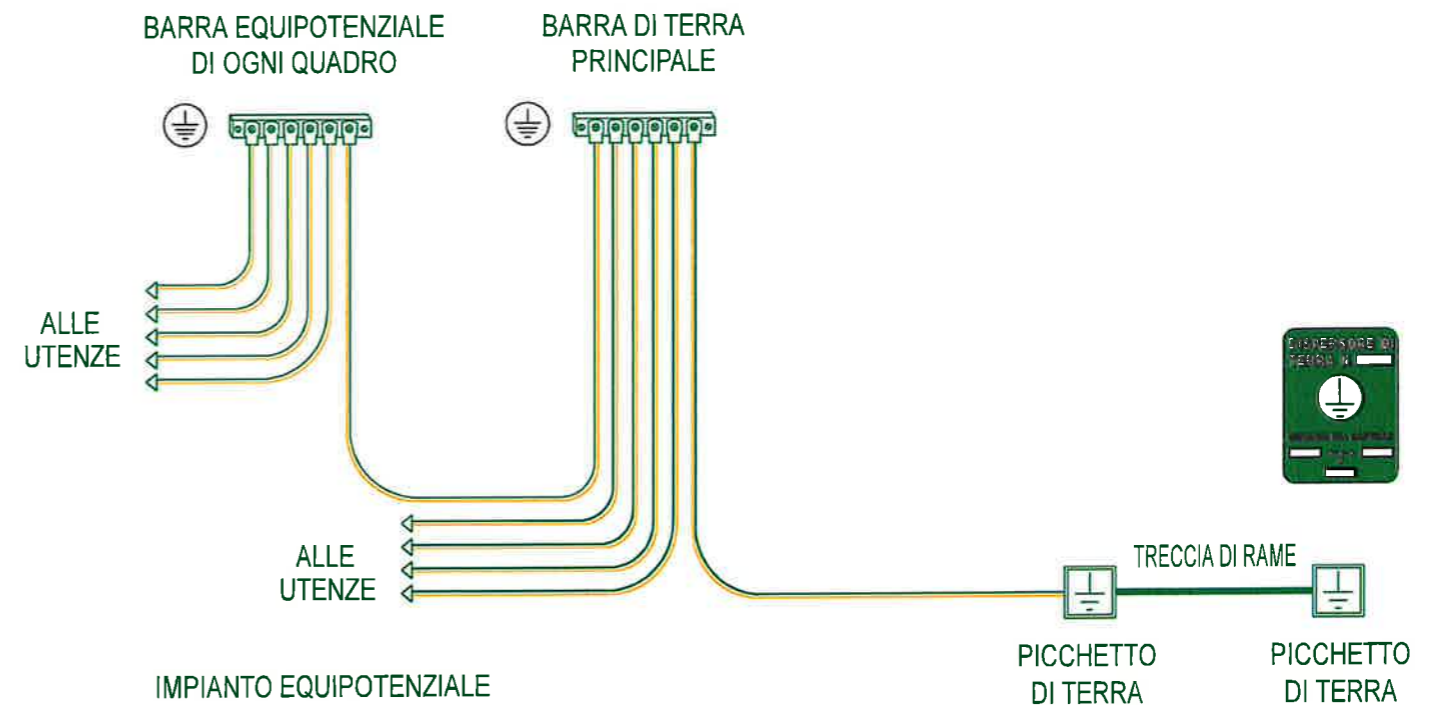 BARRA EQUIPOTENZIALE
DI OGNI QUADRO
BARRA DI TERRA
PRINCIPALE
ALLE
UTENZE
DISPERSORE DI
TERRA N
ALLE
UTENZE
TRECCIA DI RAME
PICCHETTO
DI TERRA
PICCHETTO
DI TERRA
IMPIANTO EQUIPOTENZIALE